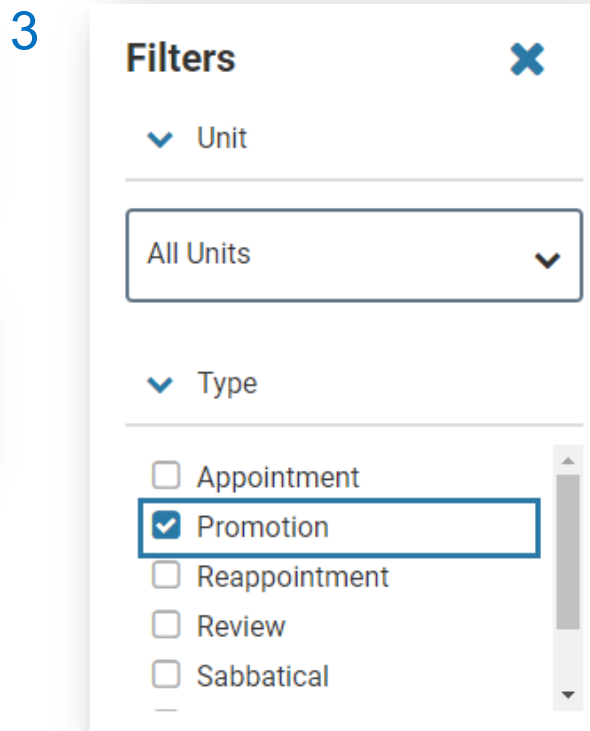 3
Filters
Unit
All Units
Type
Appointment
Promotion
Reappointment
Review
Sabbatical